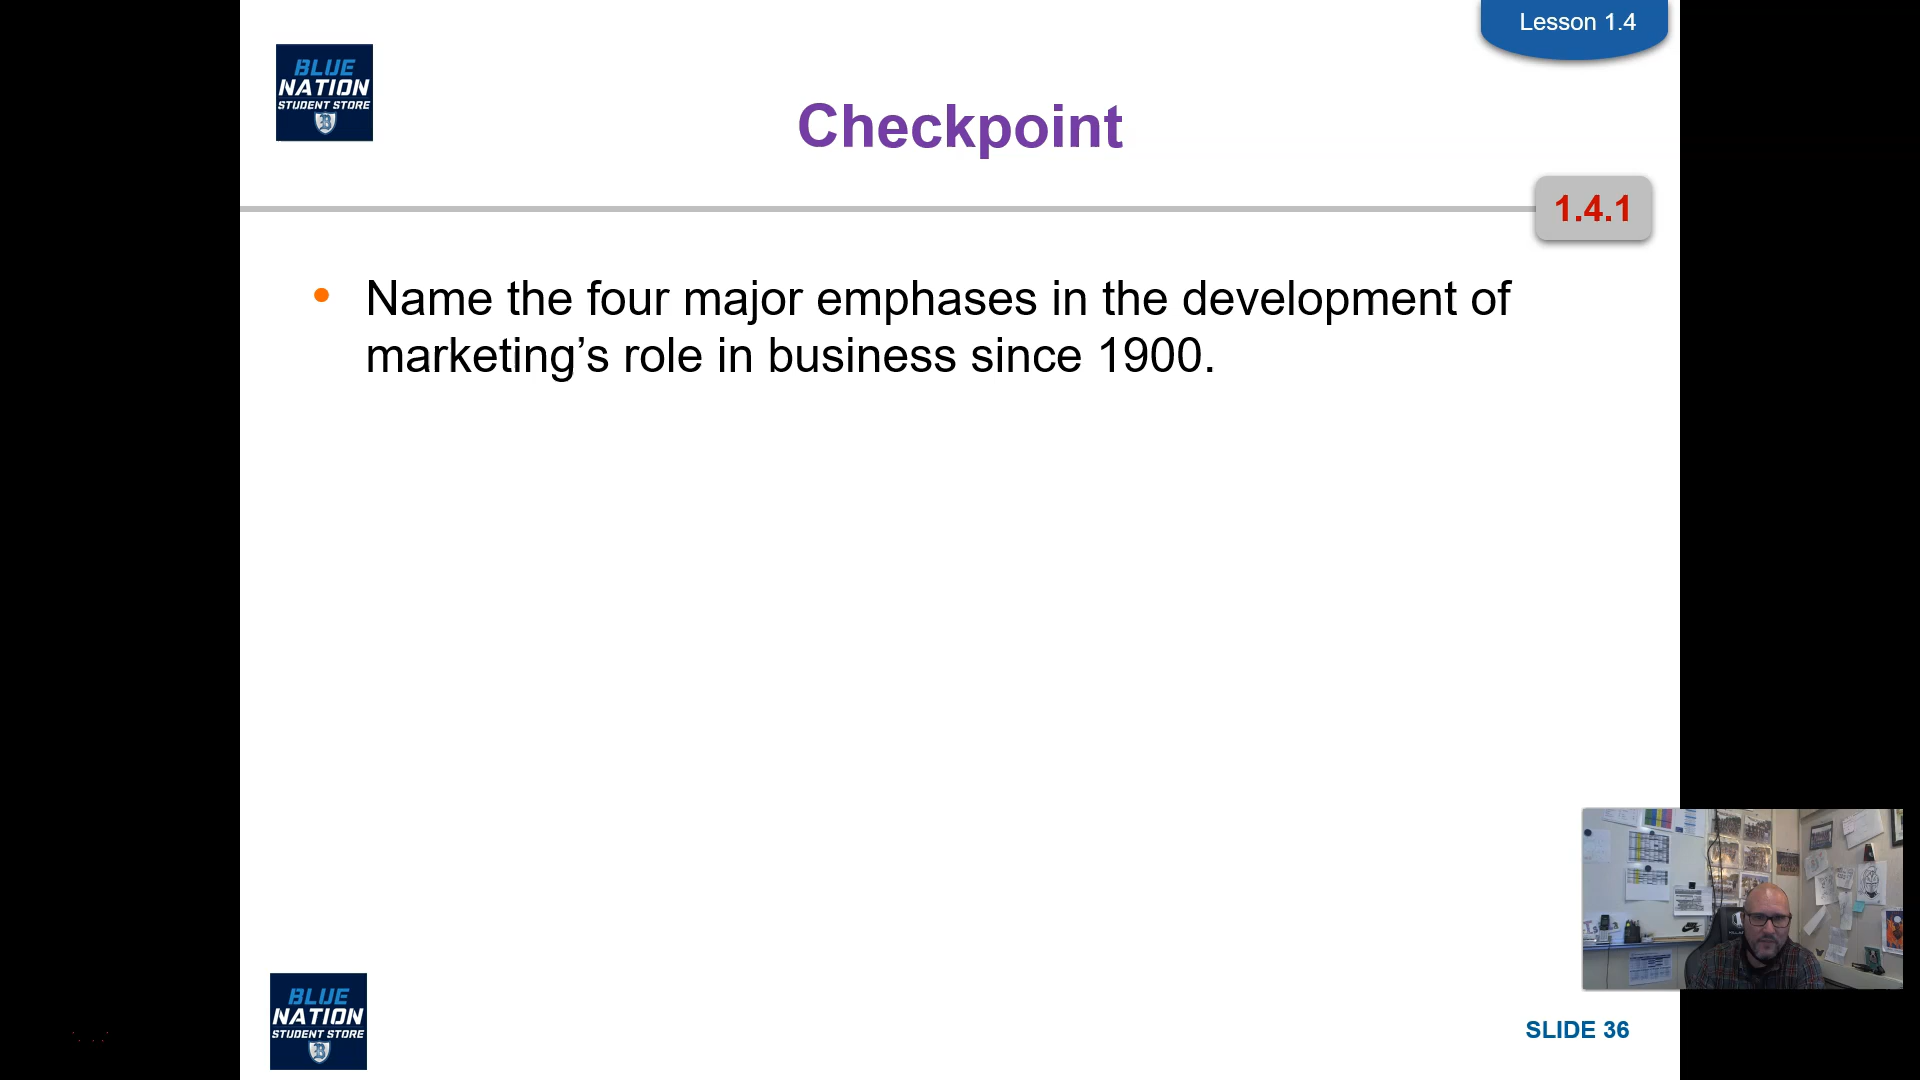 Lesson 1.4
BLUE
NATION
STUDENT STORE
B
Checkpoint
1.4.1
• Name the four major emphases in the development of
marketing’s role in business since 1900.
BLUE
NATION
STUDENT STORE
B
SLIDE 36